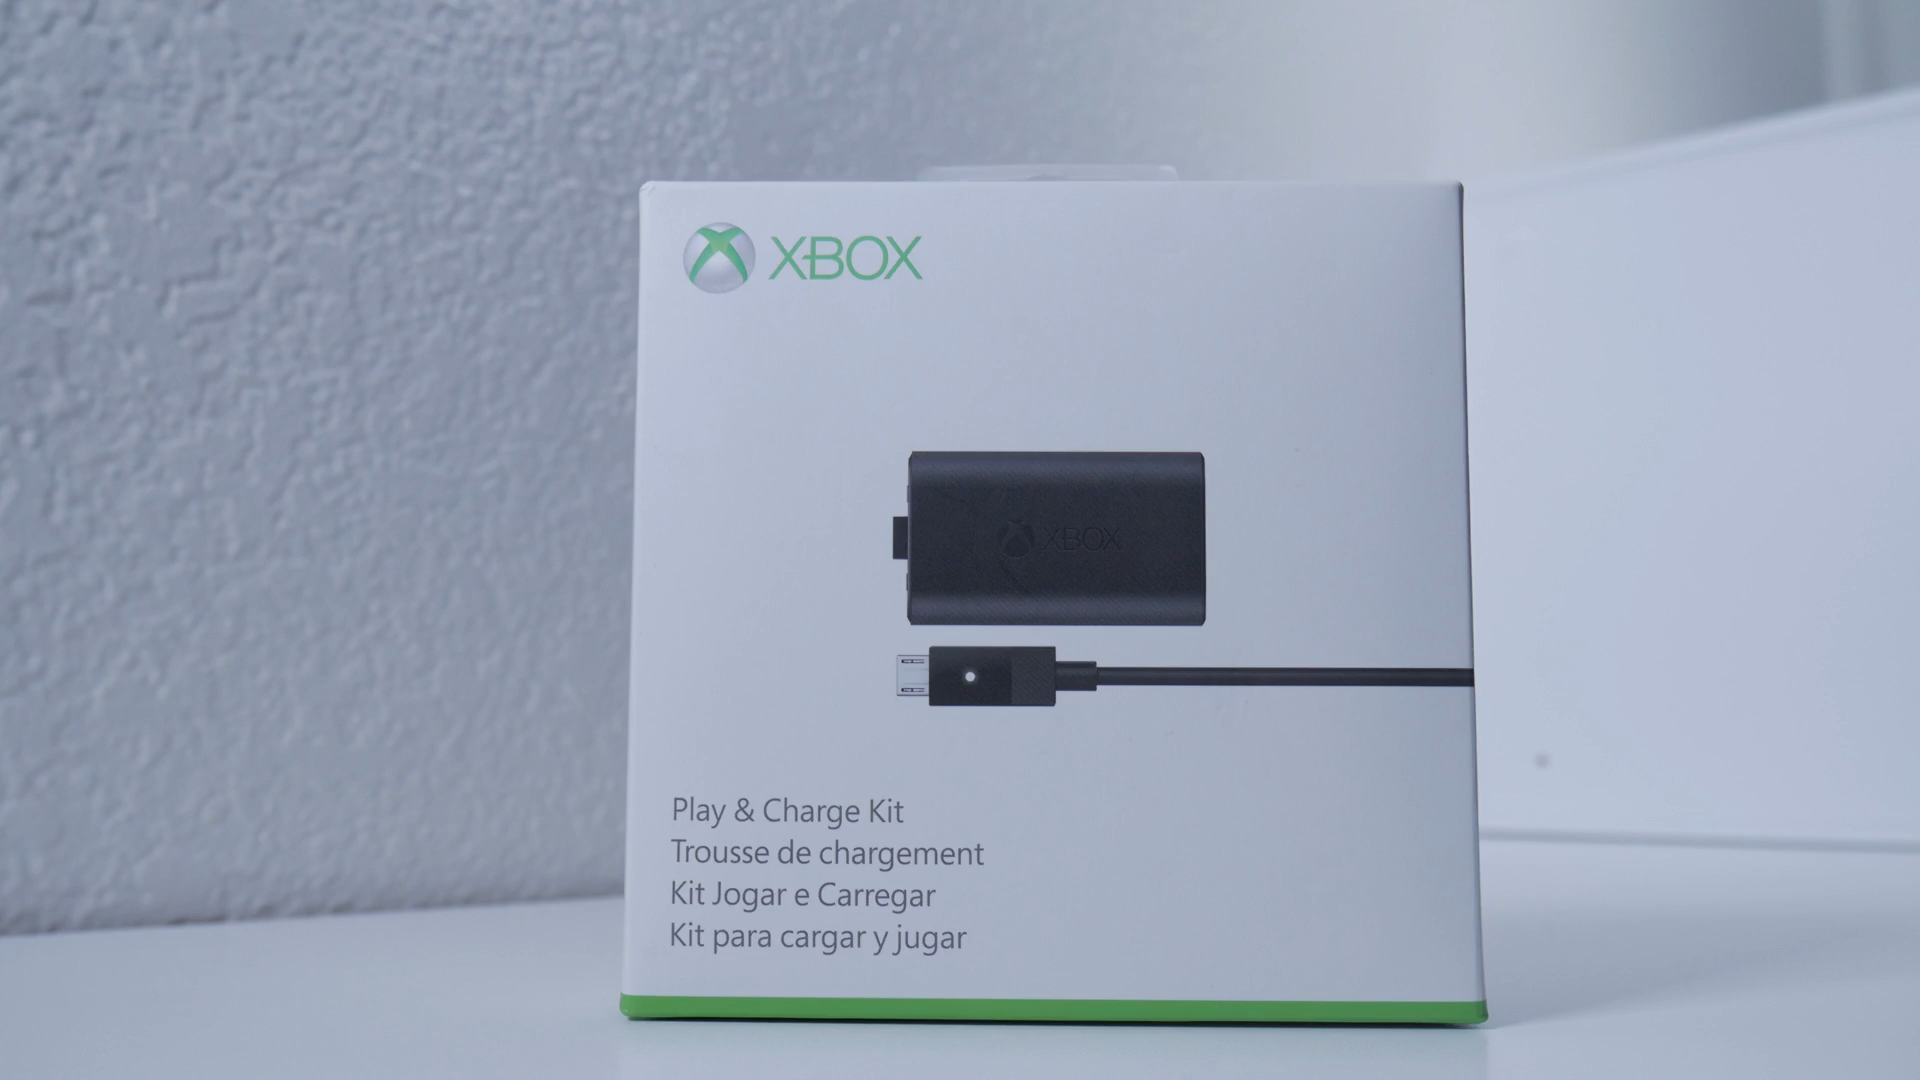 XBOX
XBOX
Play & Charge Kit
Trousse de chargement
Kit Jogar e Carregar
Kit para cargar y jugar